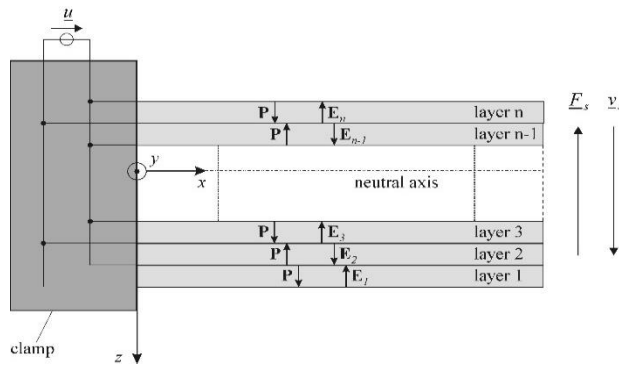 u
P E_n layer n
P E_{n-1} layer n-1
F_s v_s
y
x
neutral axis
P E_3 layer 3
P E_2 layer 2
P E_1 layer 1
clamp
z